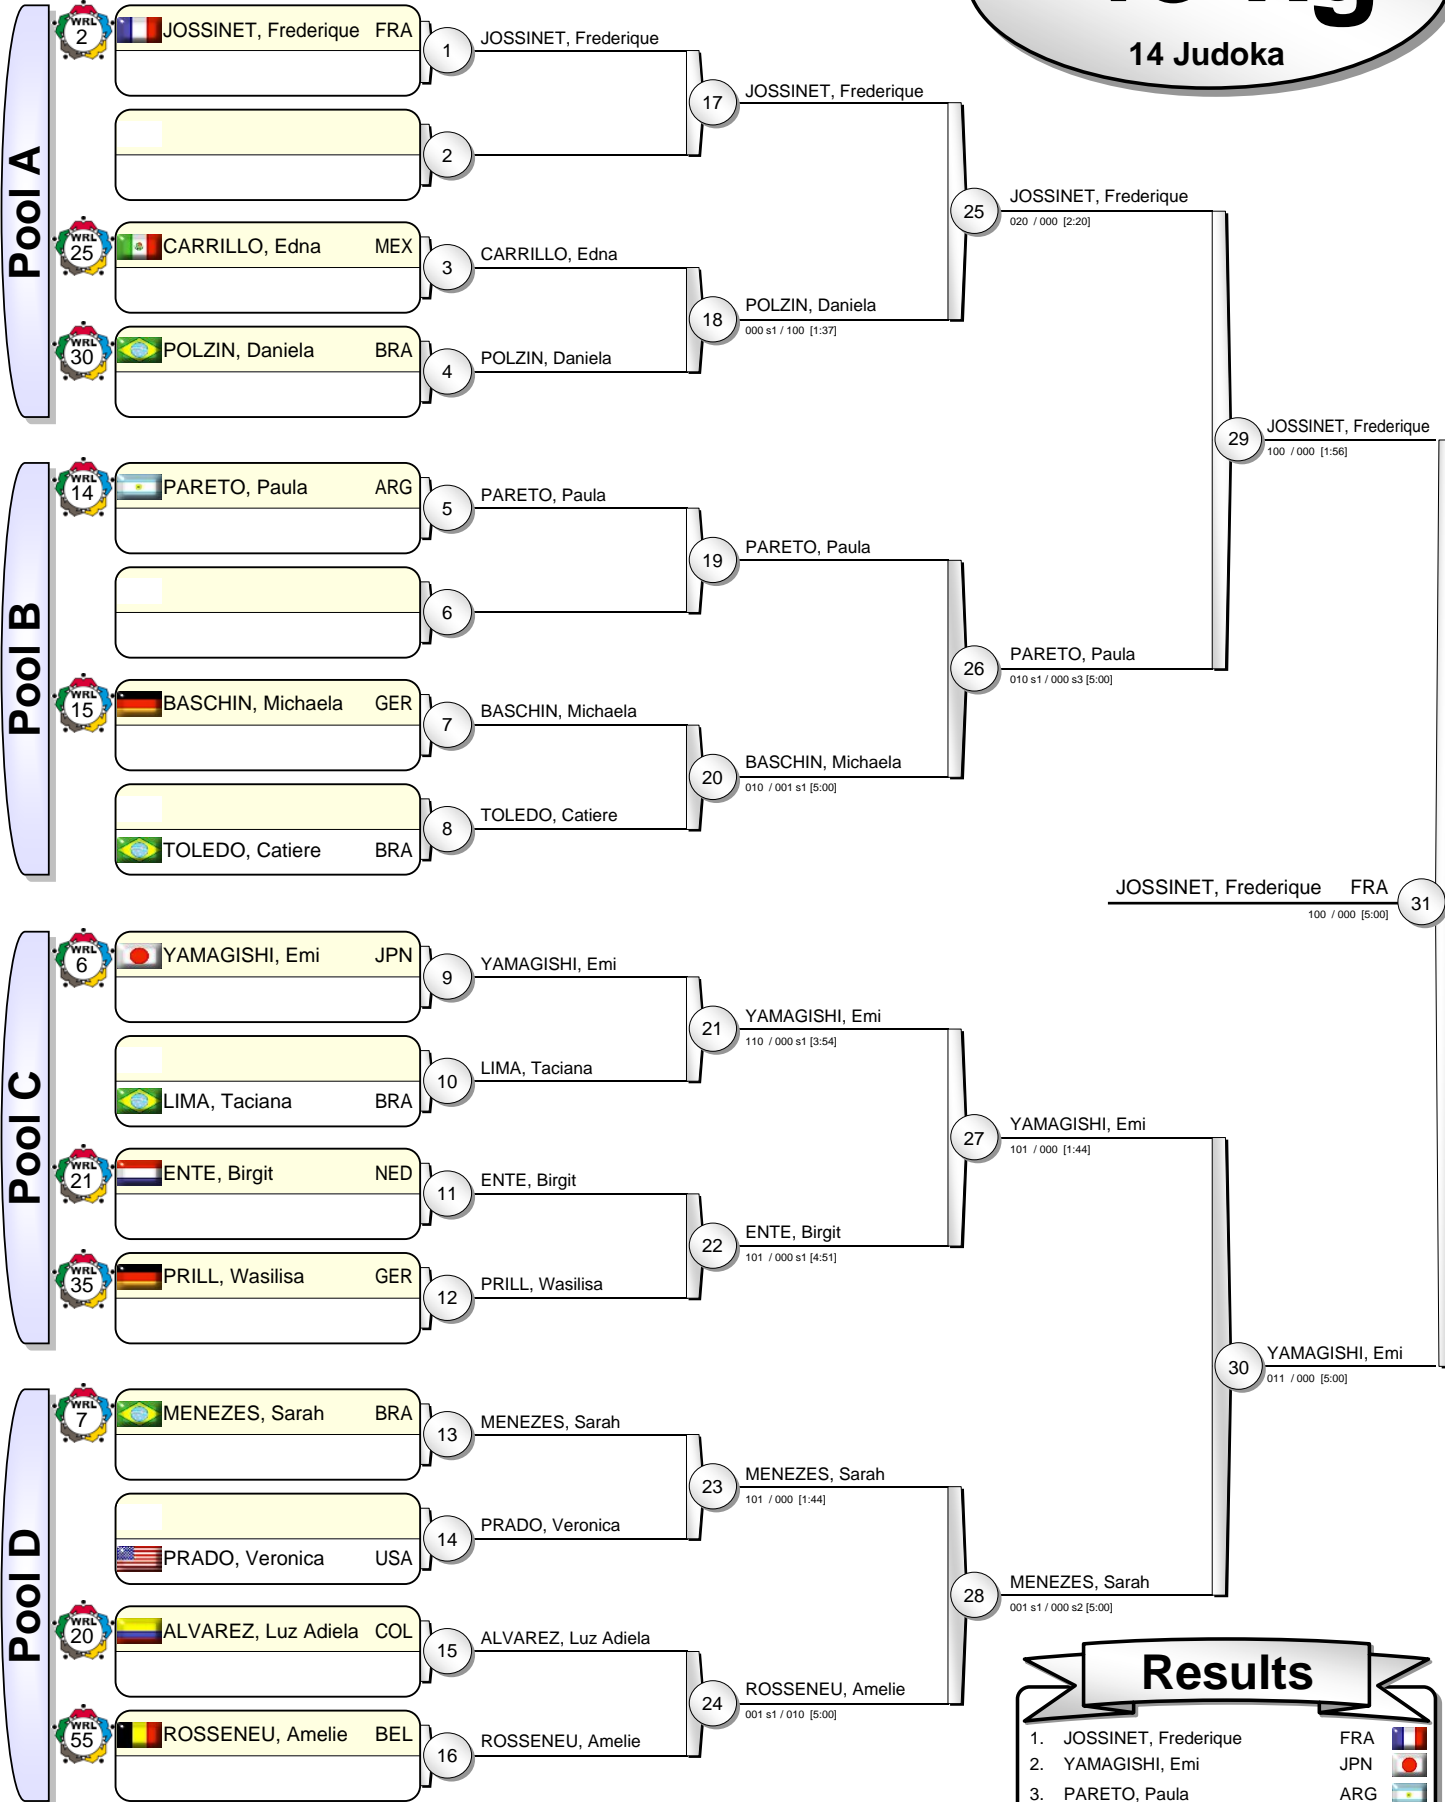 14 Judoka
Pool A
WRL 2 JOSSINET, Frederique FRA
1 JOSSINET, Frederique
2
17 JOSSINET, Frederique
WRL 25 CARRILLO, Edna MEX
3 CARRILLO, Edna
WRL 30 POLZIN, Daniela BRA
4 POLZIN, Daniela
18 POLZIN, Daniela
000 s1 / 100 [1:37]
25 JOSSINET, Frederique
020 / 000 [2:20]
Pool B
WRL 14 PARETO, Paula ARG
5 PARETO, Paula
6
19 PARETO, Paula
WRL 15 BASCHIN, Michaela GER
7 BASCHIN, Michaela
TOLEDO, Catiere BRA
8 TOLEDO, Catiere
20 BASCHIN, Michaela
010 / 001 s1 [5:00]
26 PARETO, Paula
010 s1 / 000 s3 [5:00]
29 JOSSINET, Frederique
100 / 000 [1:56]
JOSSINET, Frederique FRA 31
100 / 000 [5:00]
Pool C
WRL 6 YAMAGISHI, Emi JPN
9 YAMAGISHI, Emi
LIMA, Taciana BRA
10 LIMA, Taciana
21 YAMAGISHI, Emi
110 / 000 s1 [3:54]
WRL 21 ENTE, Birgit NED
11 ENTE, Birgit
WRL 35 PRILL, Wasilisa GER
12 PRILL, Wasilisa
22 ENTE, Birgit
101 / 000 s1 [4:51]
27 YAMAGISHI, Emi
101 / 000 [1:44]
Pool D
WRL 7 MENEZES, Sarah BRA
13 MENEZES, Sarah
PRADO, Veronica USA
14 PRADO, Veronica
23 MENEZES, Sarah
101 / 000 [1:44]
WRL 20 ALVAREZ, Luz Adiela COL
15 ALVAREZ, Luz Adiela
WRL 55 ROSSENEU, Amelie BEL
16 ROSSENEU, Amelie
24 ROSSENEU, Amelie
001 s1 / 010 [5:00]
28 MENEZES, Sarah
001 s1 / 000 s2 [5:00]
30 YAMAGISHI, Emi
011 / 000 [5:00]
Results
1. JOSSINET, Frederique FRA
2. YAMAGISHI, Emi JPN
3. PARETO, Paula ARG